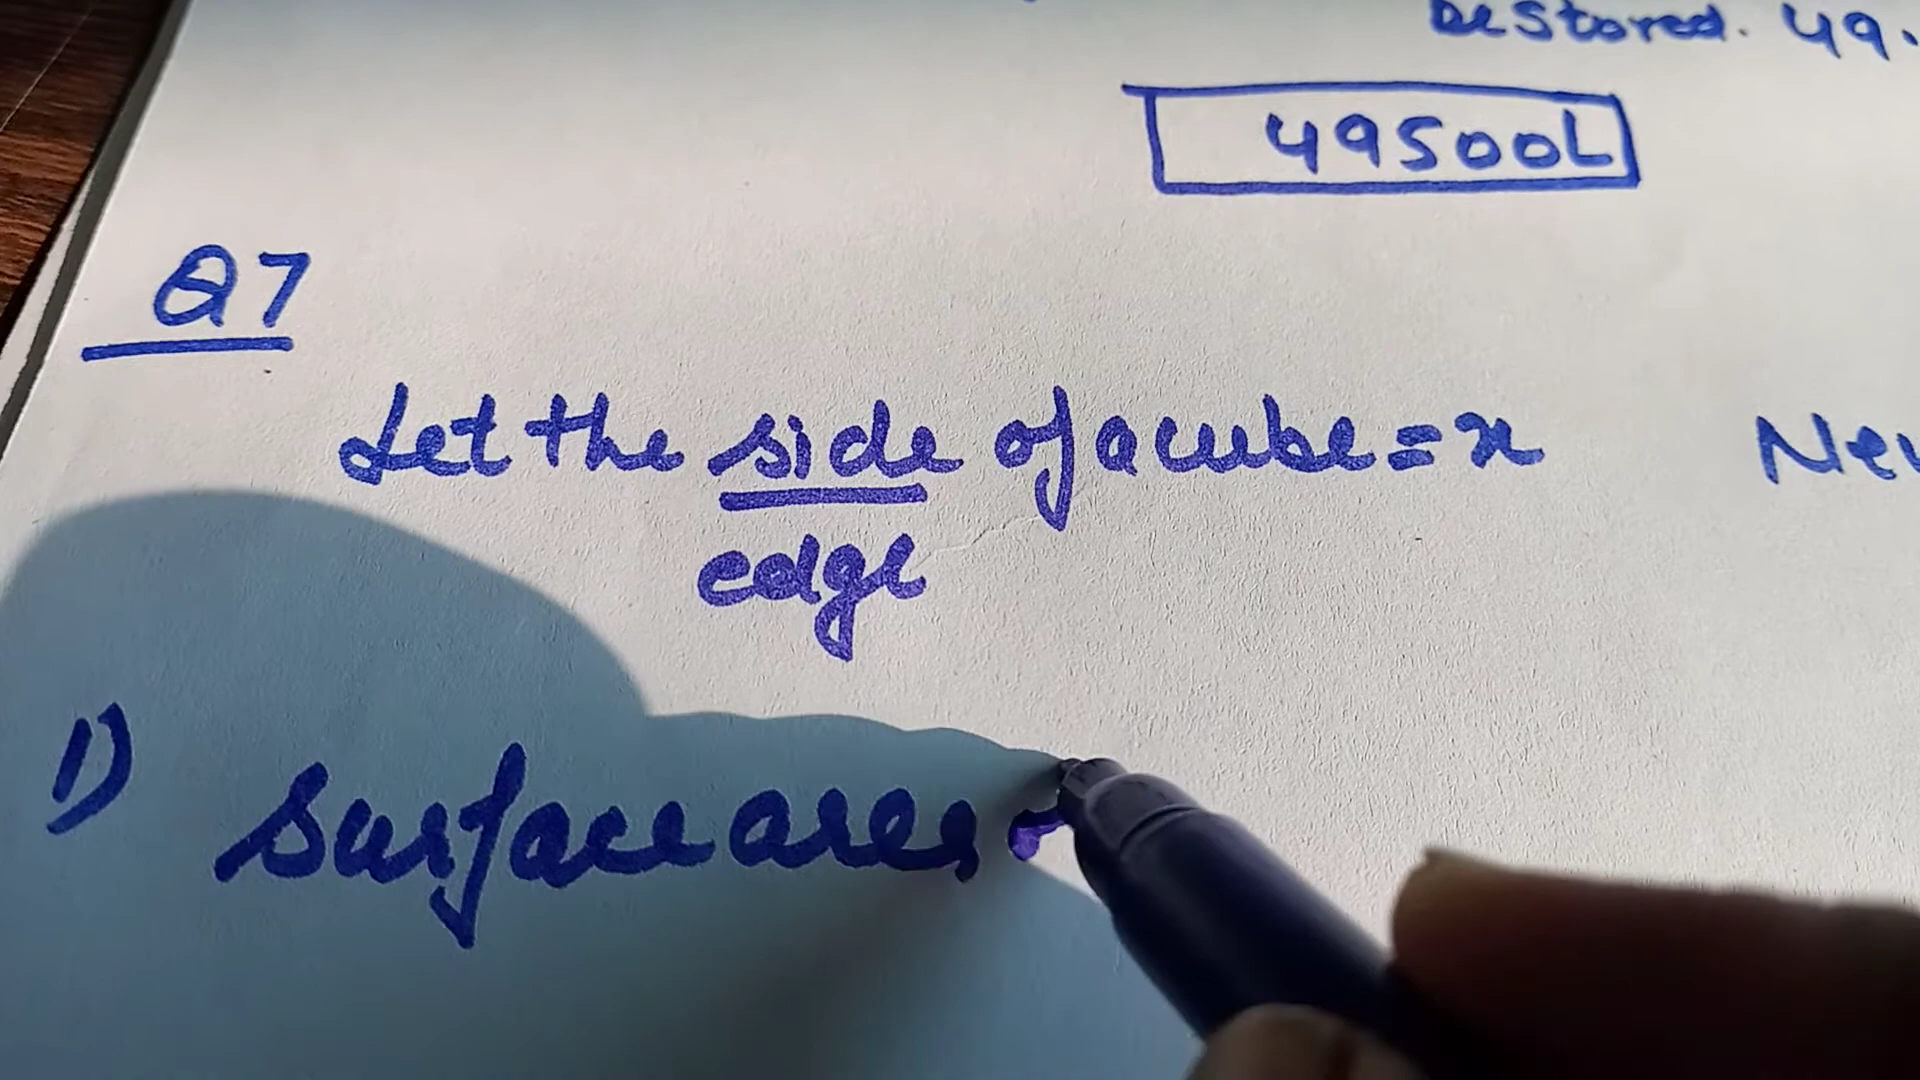 be stored. 49.
49500L
Q7
Let the side of a cube = x
edge
1) Surface area